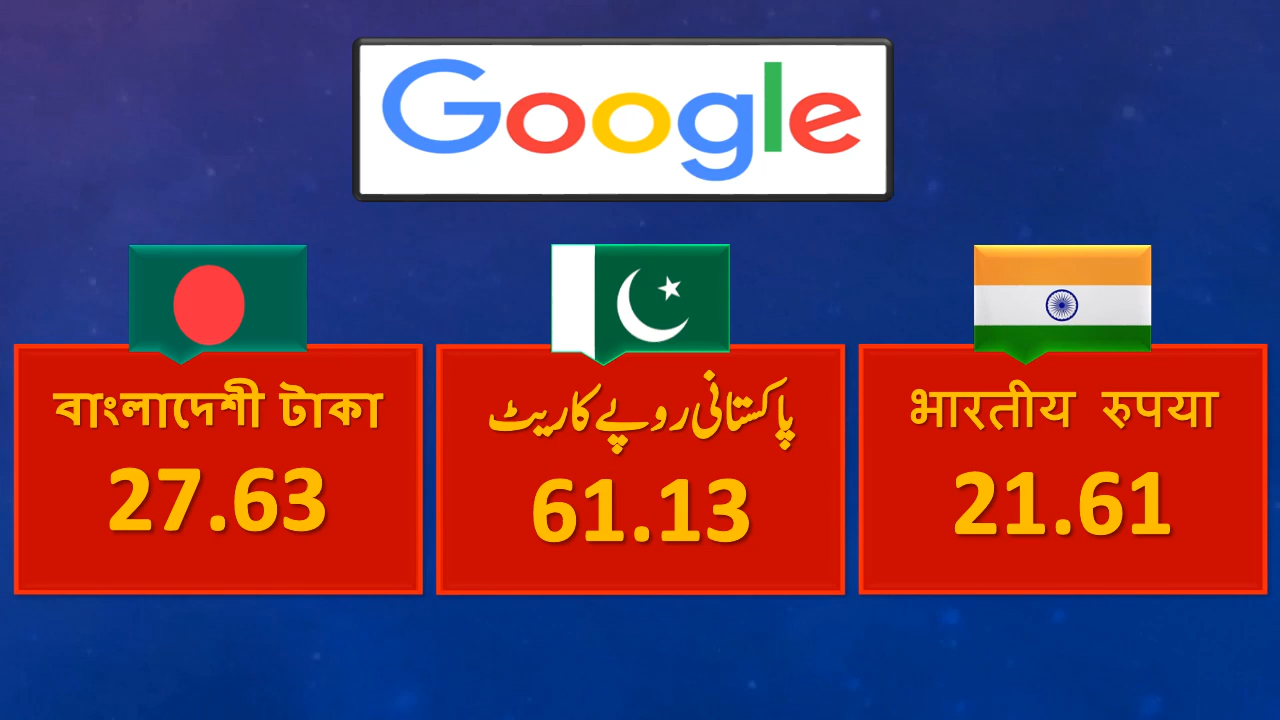 Google
বাংলাদেশী টাকা
27.63
پاکستانی روپے کا ریٹ
61.13
भारतीय रुपया
21.61